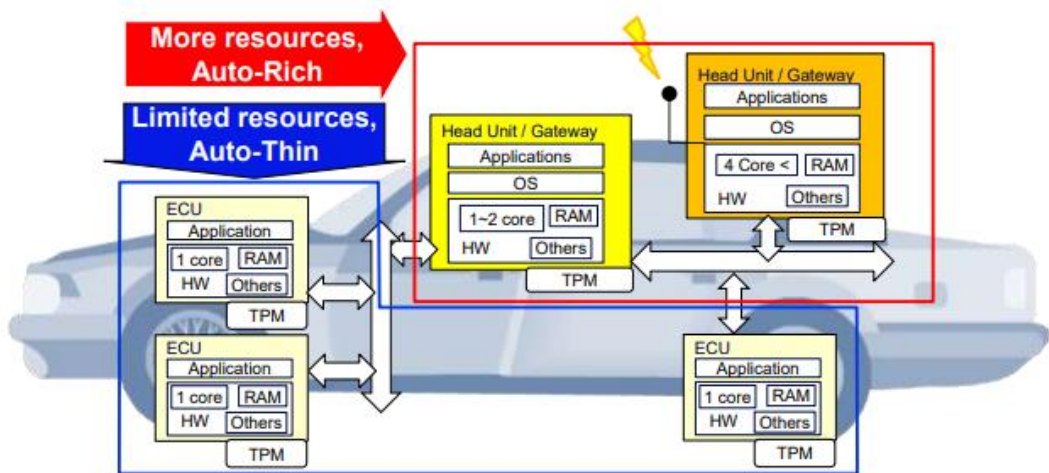 More resources,
Auto-Rich
Limited resources,
Auto-Thin
Head Unit / Gateway
Applications
OS
4 Core <
RAM
HW
Others
TPM
Head Unit / Gateway
Applications
OS
1~2 core
RAM
HW
Others
TPM
ECU
Application
1 core
RAM
HW
Others
TPM
ECU
Application
1 core
RAM
HW
Others
TPM
ECU
Application
1 core
RAM
HW
Others
TPM